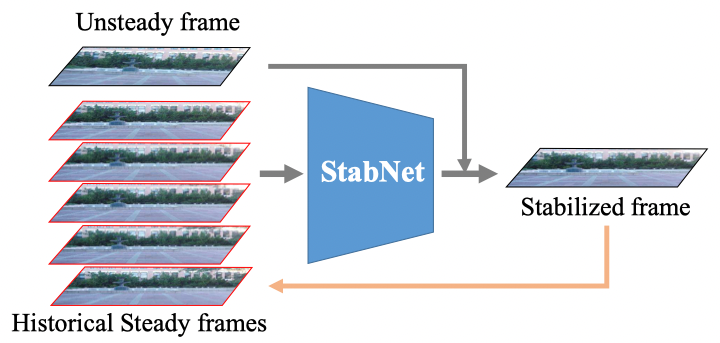 Unsteady frame
StabNet
Stabilized frame
Historical Steady frames